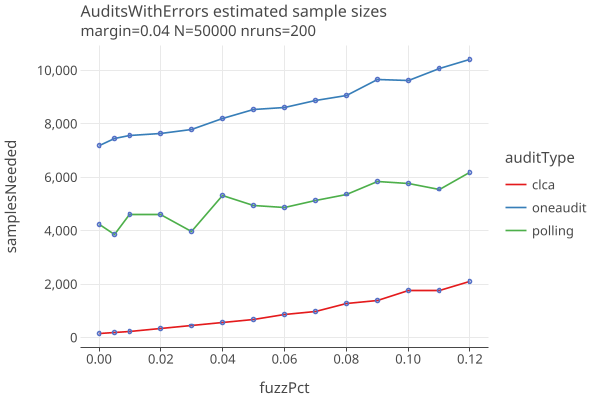 AuditsWithErrors estimated sample sizes
margin=0.04 N=50000 nruns=200
samplesNeeded
10,000
8,000
6,000
4,000
2,000
0
0.00 0.02 0.04 0.06 0.08 0.10 0.12
fuzzPct
auditType
clca
oneaudit
polling